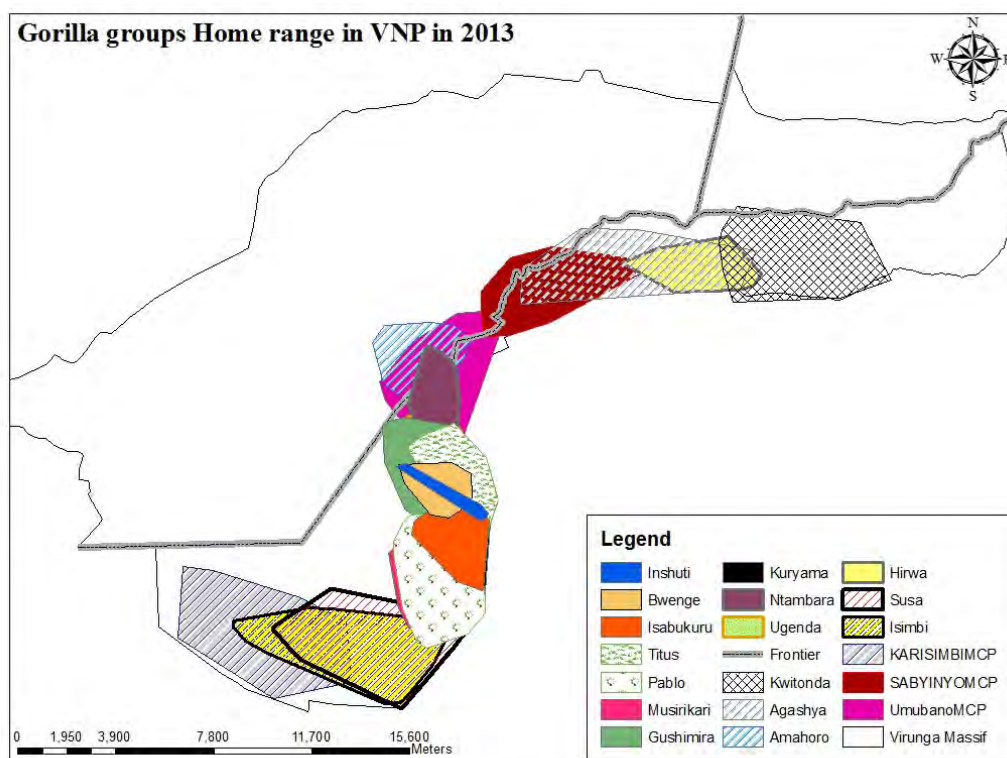 Gorilla groups Home range in VNP in 2013
N
W E
S
Legend
Inshuti Kuryama Hirwa
Bwenge Ntambara Susa
Isabukuru Ugenda Isimbi
Titus Frontier KARISIMBIMCP
Pablo Kwitonda SABYINYOMCP
Musirikari Agashya UmubanoMCP
Gushimira Amahoro Virunga Massif
0 1,950 3,900 7,800 11,700 15,600
Meters